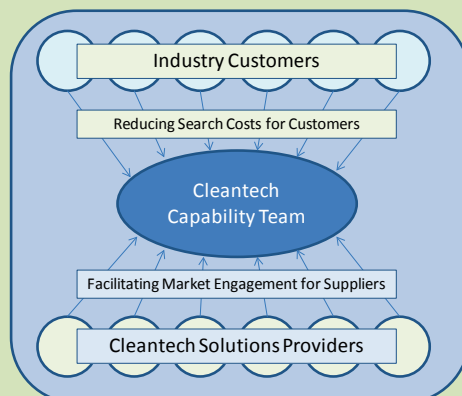 Industry Customers
Reducing Search Costs for Customers
Cleantech
Capability Team
Facilitating Market Engagement for Suppliers
Cleantech Solutions Providers